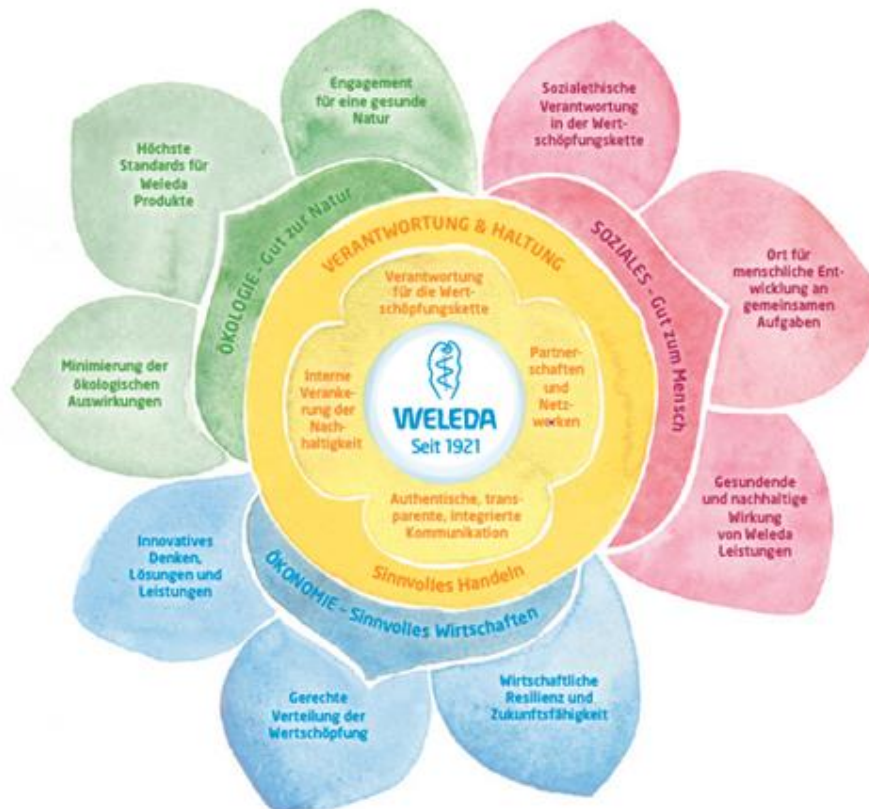 Engagement
für eine gesunde
Natur
Höchste
Standards für
Weleda
Produkte
Minimierung der
ökologischen
Auswirkungen
ÖKOLOGIE - Gut zur Natur
Sozialethische
Verantwortung
in der Wert-
schöpfungskette
Ort für
menschliche Ent-
wicklung an
gemeinsamen
Aufgaben
Gesundende
und nachhaltige
Wirkung
von Weleda
Leistungen
SOZIALES - Gut zum Mensch
VERANTWORTUNG & HALTUNG
Verantwortung
für die Wert-
schöpfungskette
Interne
Veranke-
rung der
Nach-
haltigkeit
WELEDA
Seit 1921
Partner-
schaften
und
Netz-
werken
Authentische, trans-
parente, integrierte
Kommunikation
Sinnvolles Handeln
ÖKONOMIE - Sinnvolles Wirtschaften
Innovatives
Denken,
Lösungen und
Leistungen
Gerechte
Verteilung der
Wertschöpfung
Wirtschaftliche
Resilienz und
Zukunftsfähigkeit